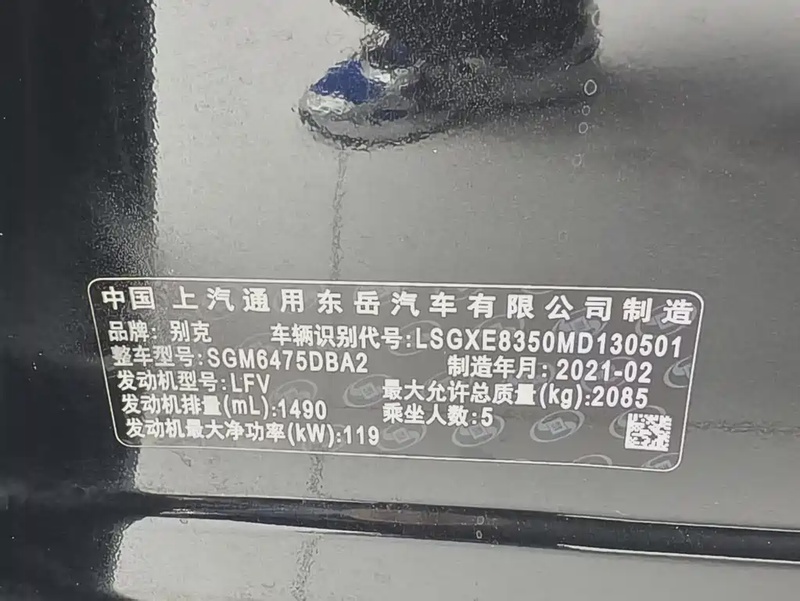 中国 上汽通用东岳汽车有限公司制造
品牌: 别克 车辆识别代号:LSGXE8350MD130501
整车型号:SGM6475DBA2 制造年月: 2021-02
发动机型号:LFV 最大允许总质量(kg):2085
发动机排量(mL):1490 乘坐人数:5
发动机最大净功率(kW):119